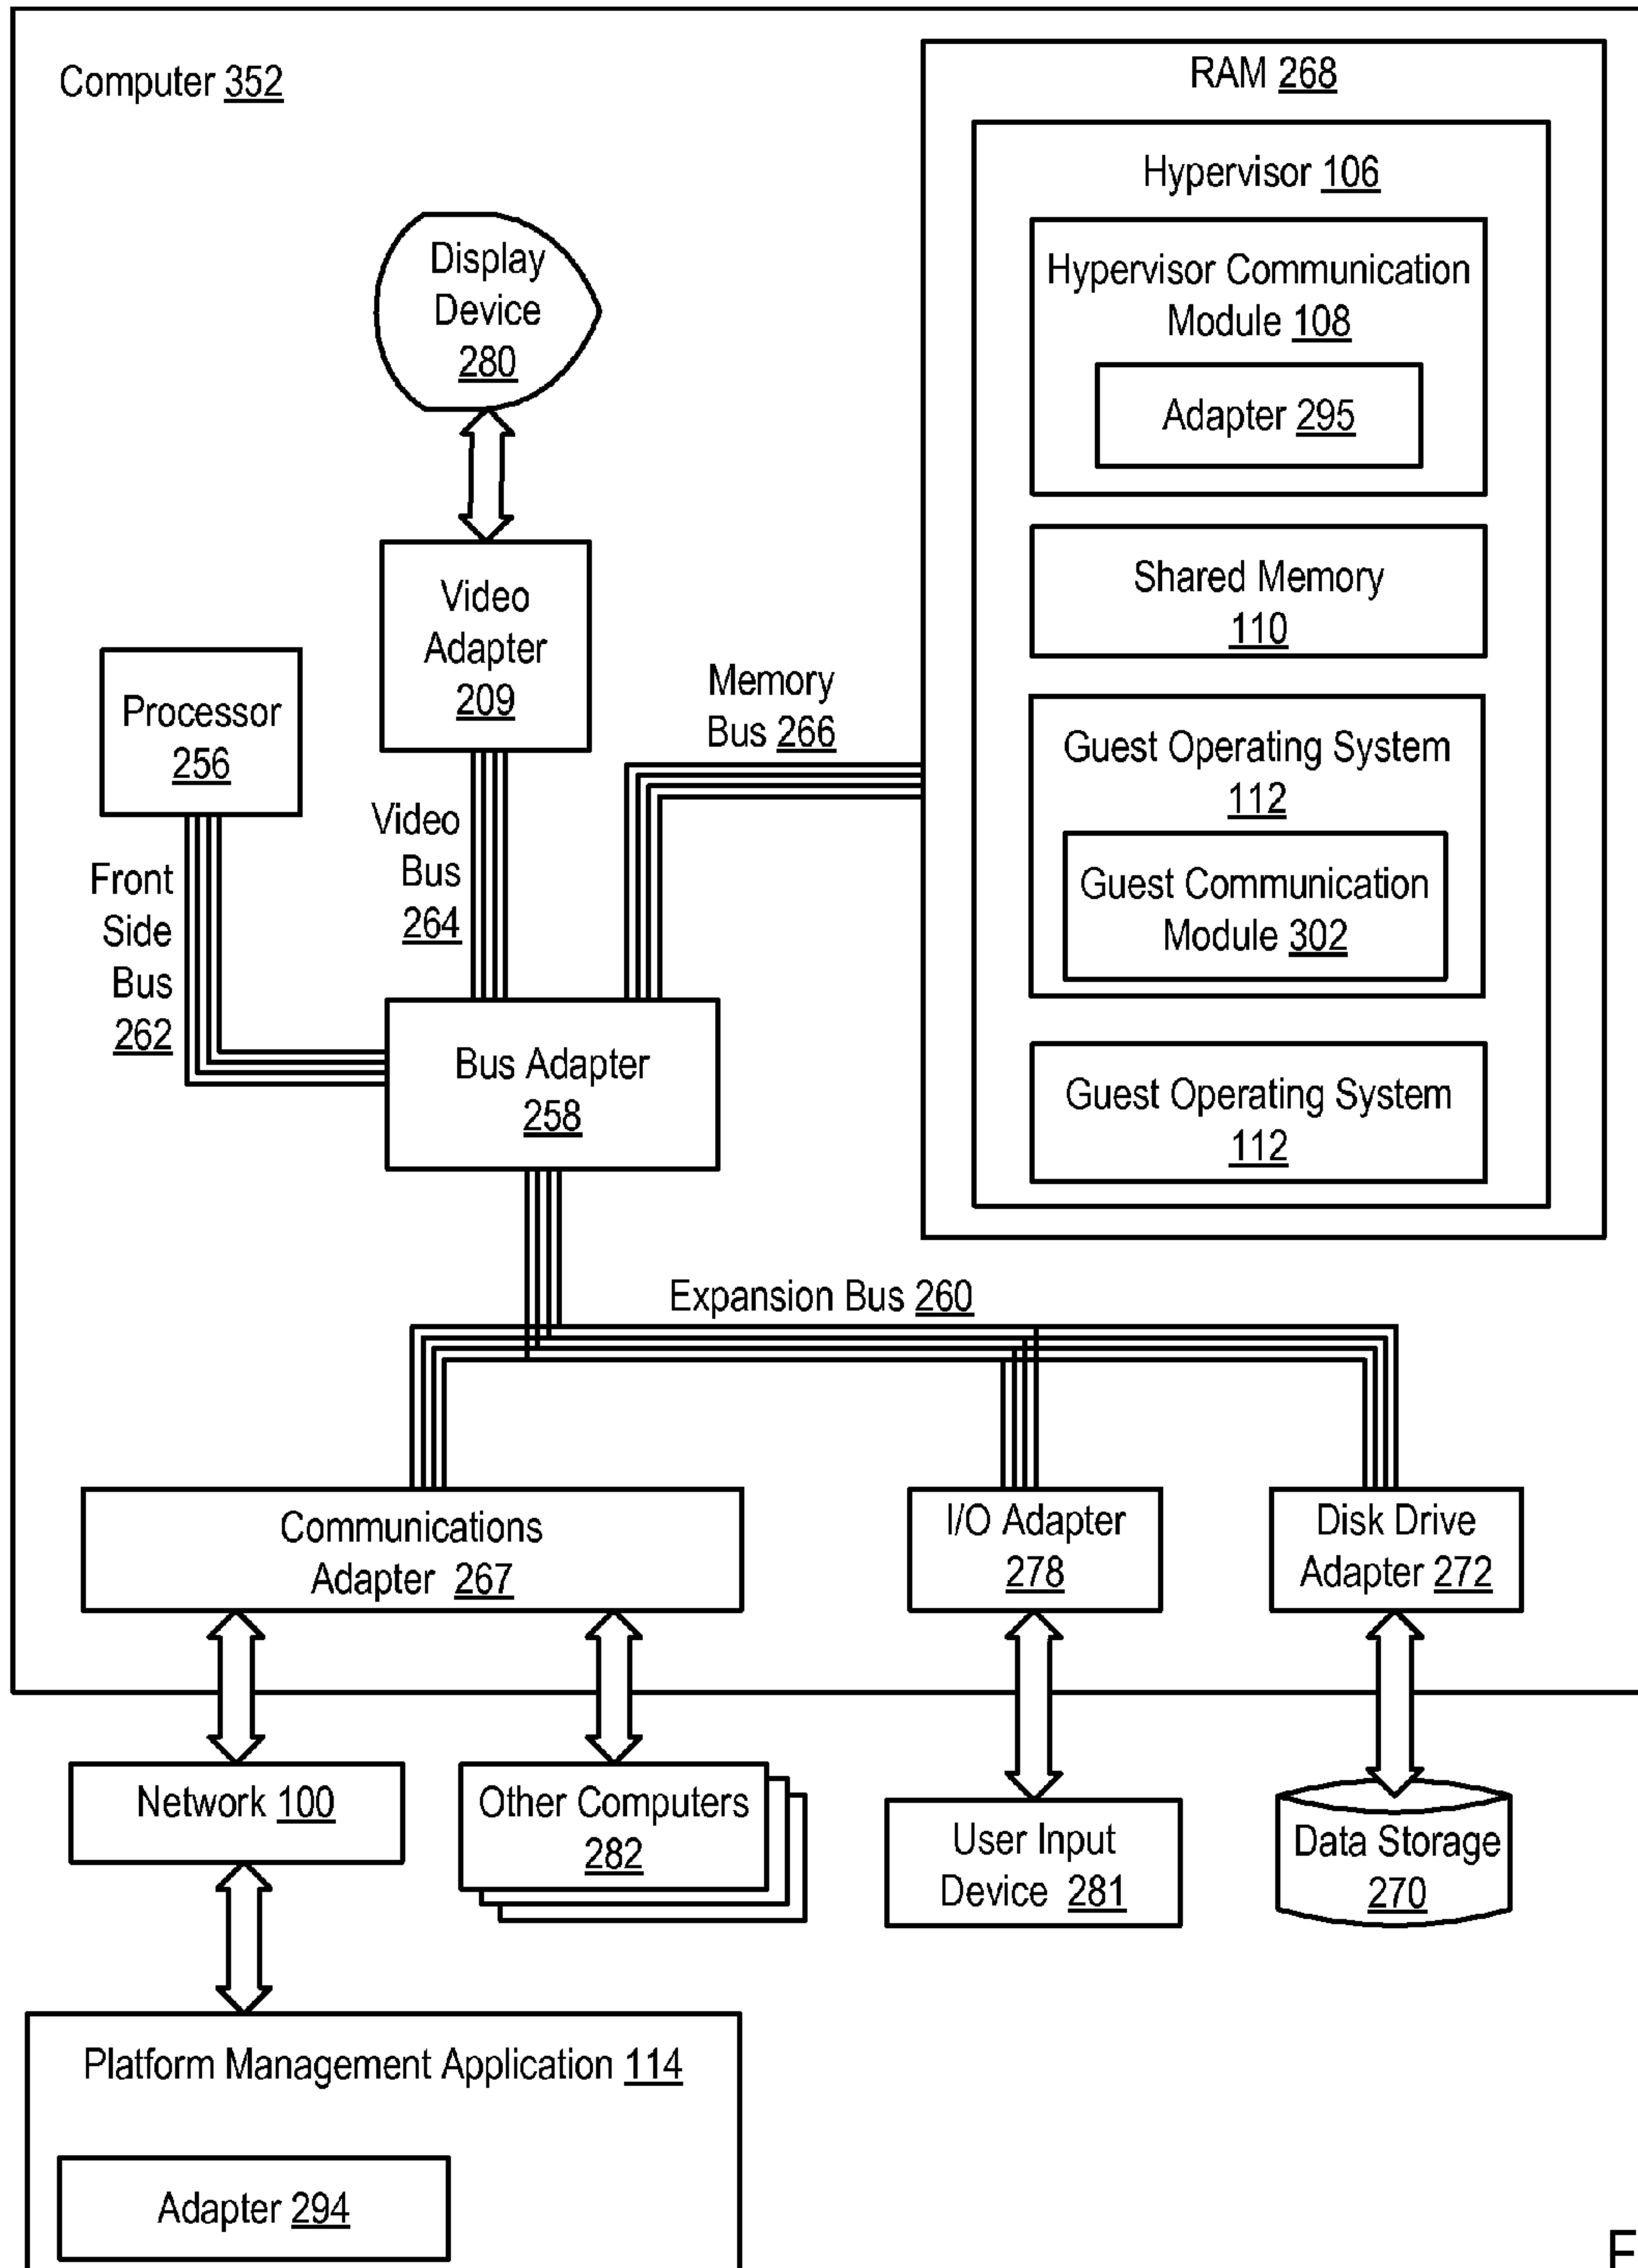 Computer 352
RAM 268
Hypervisor 106
Hypervisor Communication
Module 108
Adapter 295
Shared Memory
110
Guest Operating System
112
Guest Communication
Module 302
Guest Operating System
112
Display
Device
280
Video
Adapter
209
Processor
256
Memory
Bus 266
Video
Bus
264
Front
Side
Bus
262
Bus Adapter
258
Expansion Bus 260
Communications
Adapter 267
I/O Adapter
278
Disk Drive
Adapter 272
Network 100
Other Computers
282
User Input
Device 281
Data Storage
270
Platform Management Application 114
Adapter 294